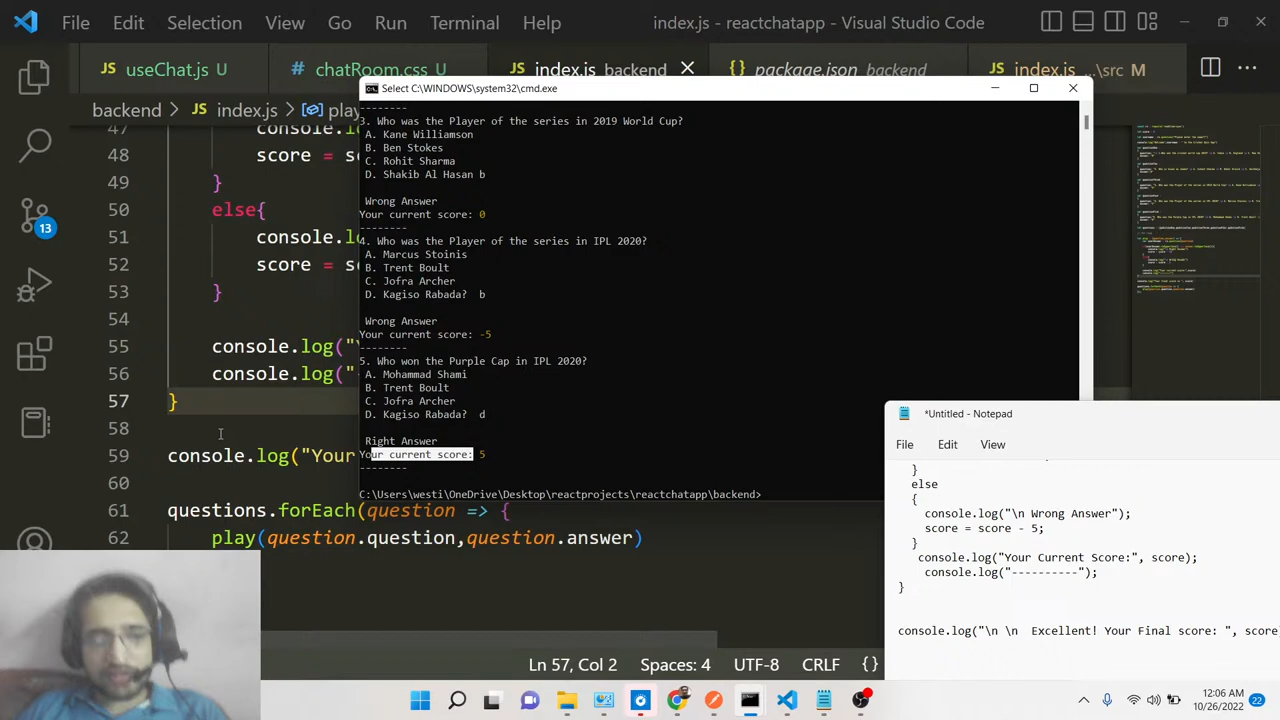 File Edit Selection View Go Run Terminal Help index.js - reactchatapp - Visual Studio Code
useChat.js U # chatRoom.css U index.js backend {} package.json backend index.js ...\src M
backend > JS index.js > play
Select C:\WINDOWS\system32\cmd.exe
--------
3. Who was the Player of the series in 2019 World Cup?
A. Kane Williamson
B. Ben Stokes
C. Rohit Sharma
D. Shakib Al Hasan b
Wrong Answer
Your current score: 0
--------
4. Who was the Player of the series in IPL 2020?
A. Marcus Stoinis
B. Trent Boult
C. Jofra Archer
D. Kagiso Rabada? b
Wrong Answer
Your current score: -5
--------
5. Who won the Purple Cap in IPL 2020?
A. Mohammad Shami
B. Trent Boult
C. Jofra Archer
D. Kagiso Rabada? d
Right Answer
Your current score: 5
--------
C:\Users\westi\OneDrive\Desktop\reactprojects\reactchatapp\backend>
47 console.lo
48 score = sc
49 }
50 else{
51 console.l
52 score = sc
53 }
54
55 console.log("Y
56 console.log("-
57 }
58
59 console.log("Your
60
61 questions.forEach(question => {
62 play(question.question,question.answer)
13
*Untitled - Notepad
File Edit View
}
else
{
console.log("\n Wrong Answer");
score = score - 5;
}
console.log("Your Current Score:", score);
console.log("----------");
}
console.log("\n \n Excellent! Your Final score: ", score
Ln 57, Col 2 Spaces: 4 UTF-8 CRLF {}
12:06 AM
10/26/2022
22